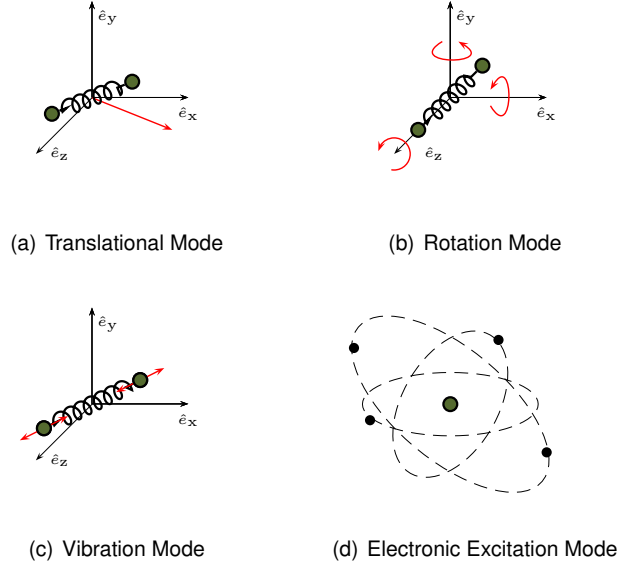 ê_y
ê_x
ê_z
(a) Translational Mode
ê_y
ê_x
ê_z
(b) Rotation Mode
ê_y
ê_x
ê_z
(c) Vibration Mode
(d) Electronic Excitation Mode